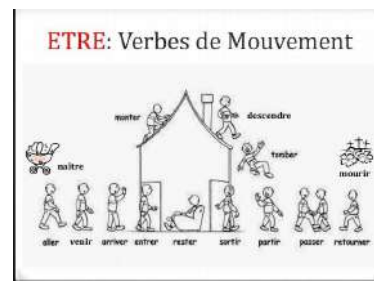 ETRE: Verbes de Mouvement
monter
descendre
tomber
naître
mourir
aller venir arriver entrer rester sortir partir passer retourner